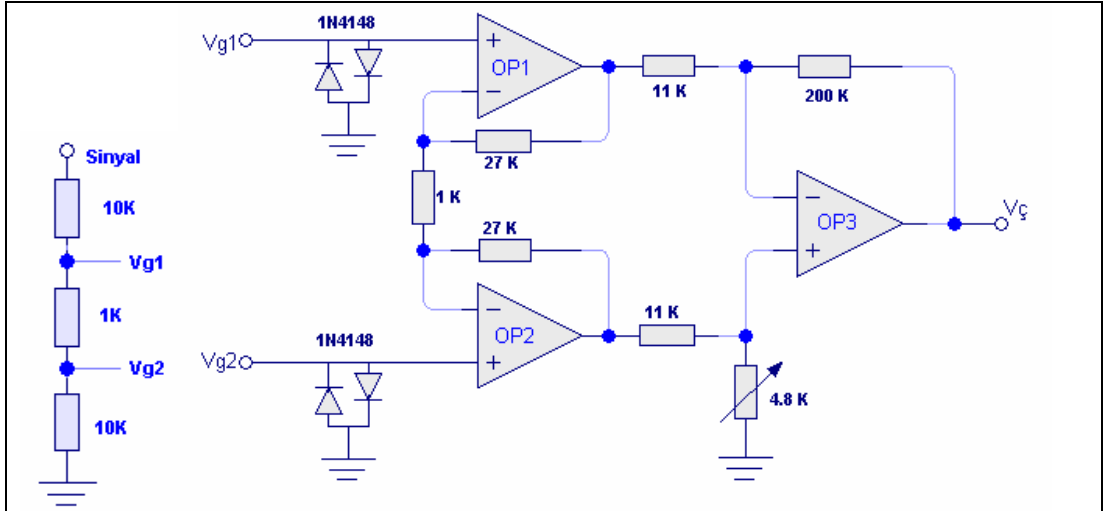 1N4148
Vg1
OP1
11 K
200 K
27 K
1 K
27 K
OP3
Vç
OP2
11 K
1N4148
Vg2
4.8 K
Sinyal
10K
Vg1
1K
Vg2
10K